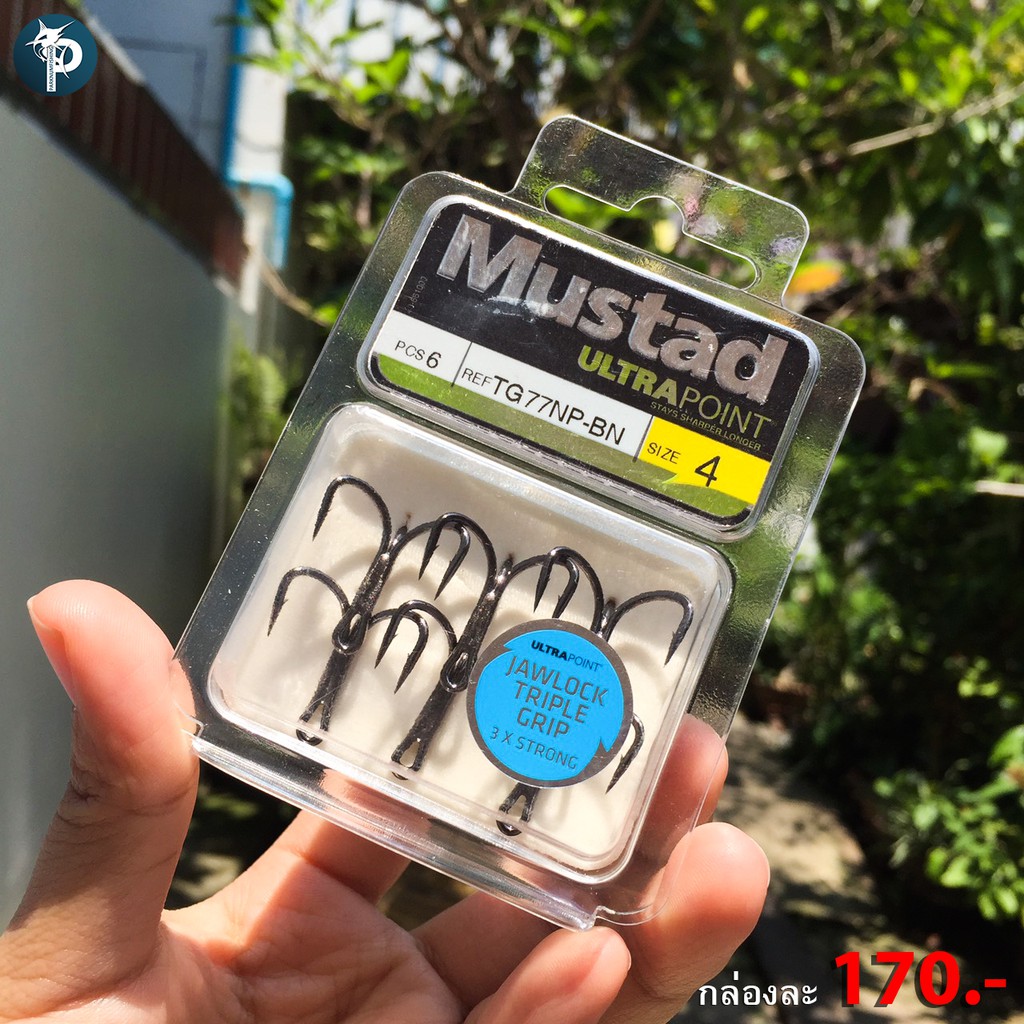 Mustad
ULTRAPOINT
STAYS SHARPER LONGER
PCS 6
REF TG77NP-BN
SIZE 4
ULTRAPOINT
JAWLOCK
TRIPLE
GRIP
3 X STRONG
กล่องละ 170.-